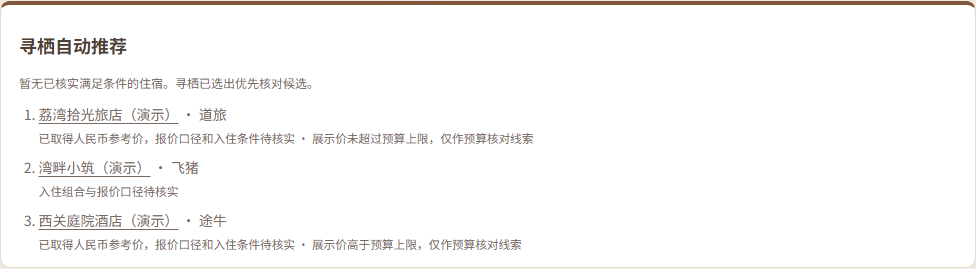 寻栖自动推荐
暂无已核实满足条件的住宿。寻栖已选出优先核对候选。
1. 荔湾拾光旅店（演示） · 道旅
已取得人民币参考价，报价口径和入住条件待核实 · 展示价未超过预算上限，仅作预算核对线索
2. 湾畔小筑（演示） · 飞猪
入住组合与报价口径待核实
3. 西关庭院酒店（演示） · 途牛
已取得人民币参考价，报价口径和入住条件待核实 · 展示价高于预算上限，仅作预算核对线索